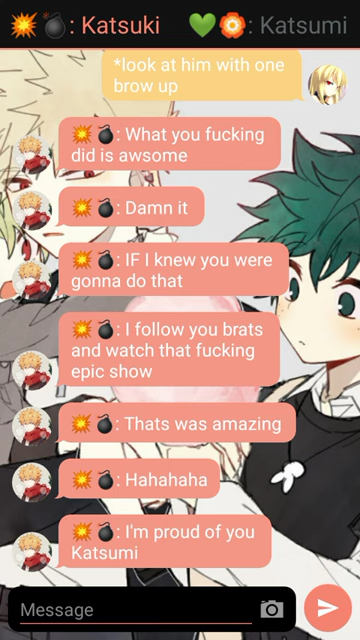 💥💣: Katsuki 💚🏵️: Katsumi
*look at him with one
brow up
💥💣: What you fucking
did is awsome
💥💣: Damn it
💥💣: IF I knew you were
gonna do that
💥💣: I follow you brats
and watch that fucking
epic show
💥💣: Thats was amazing
💥💣: Hahahaha
💥💣: I'm proud of you
Katsumi
Message